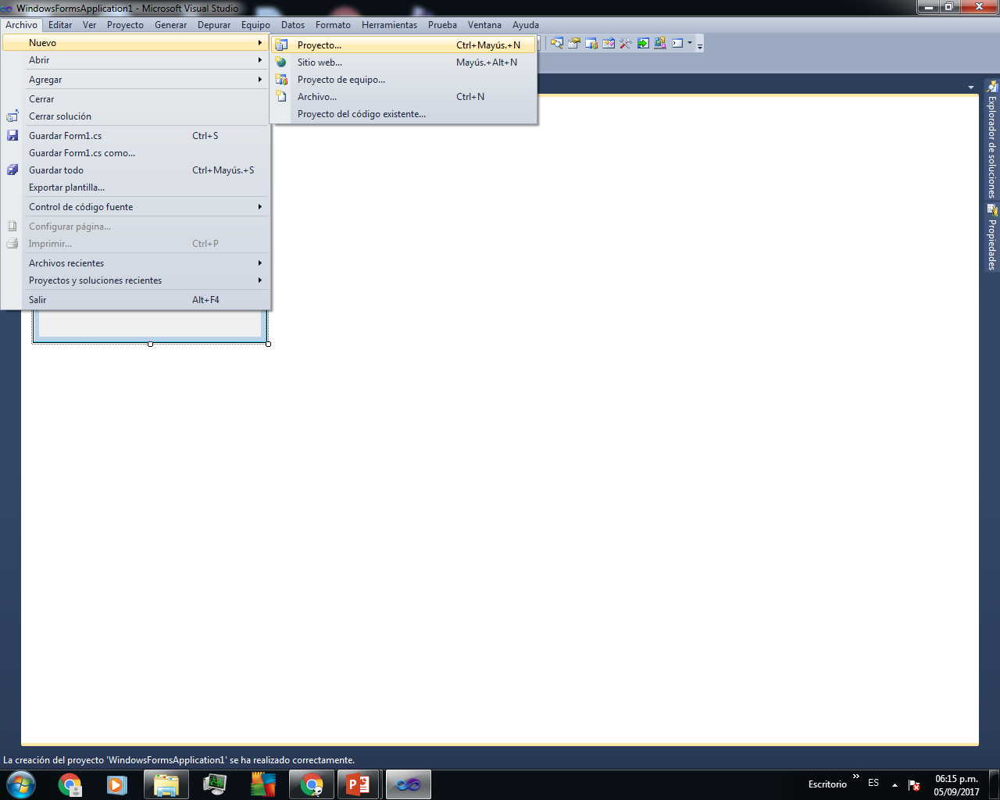 WindowsFormsApplication1 - Microsoft Visual Studio
Archivo Editar Ver Proyecto Generar Depurar Equipo Datos Formato Herramientas Prueba Ventana Ayuda
Nuevo
Abrir
Agregar
Cerrar
Cerrar solución
Guardar Form1.cs Ctrl+S
Guardar Form1.cs como...
Guardar todo Ctrl+Mayús.+S
Exportar plantilla...
Control de código fuente
Configurar página...
Imprimir... Ctrl+P
Archivos recientes
Proyectos y soluciones recientes
Salir Alt+F4
Proyecto... Ctrl+Mayús.+N
Sitio web... Mayús.+Alt+N
Proyecto de equipo...
Archivo... Ctrl+N
Proyecto del código existente...
Explorador de soluciones
Propiedades
La creación del proyecto 'WindowsFormsApplication1' se ha realizado correctamente.
Escritorio » ES
06:15 p.m.
05/09/2017